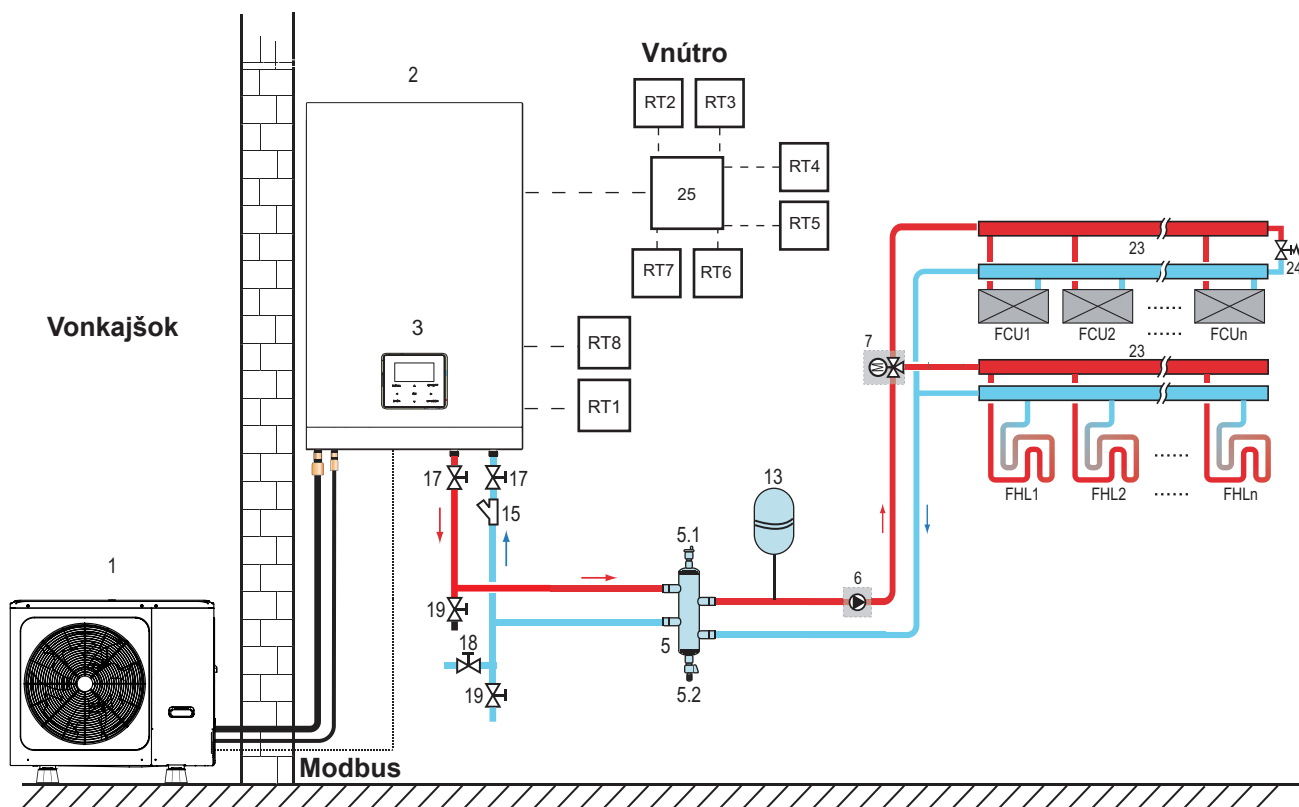 Vnútro
2
RT2
RT3
RT4
25
RT5
RT7
RT6
23
24
FCU1
FCU2
......
......
FCUn
Vonkajšok
3
RT8
RT1
7
23
17
17
15
13
FHL1
FHL2
......
......
FHLn
5.1
1
6
19
18
5
19
5.2
Modbus